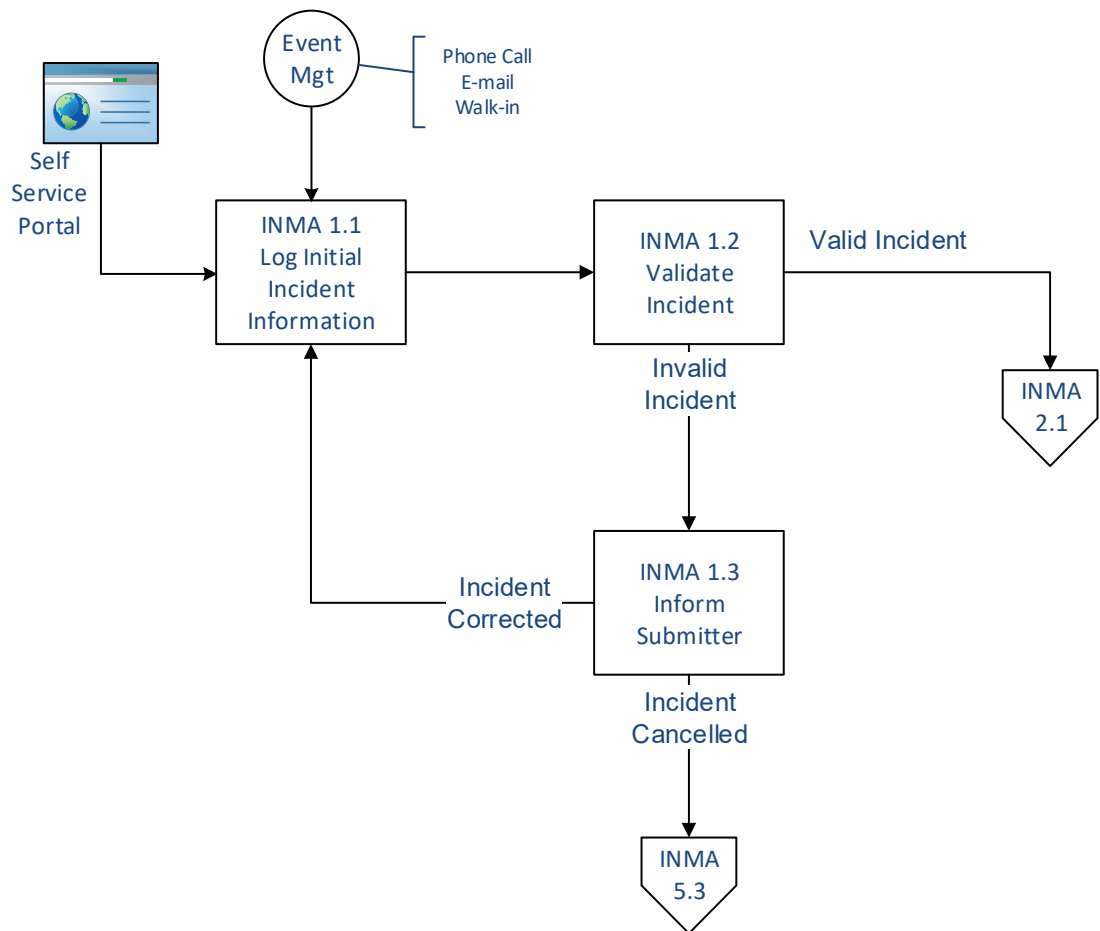 Event
Mgt
Phone Call
E-mail
Walk-in
Self
Service
Portal
INMA 1.1
Log Initial
Incident
Information
INMA 1.2
Validate
Incident
Valid Incident
INMA
2.1
Invalid
Incident
INMA 1.3
Inform
Submitter
Incident
Corrected
Incident
Cancelled
INMA
5.3